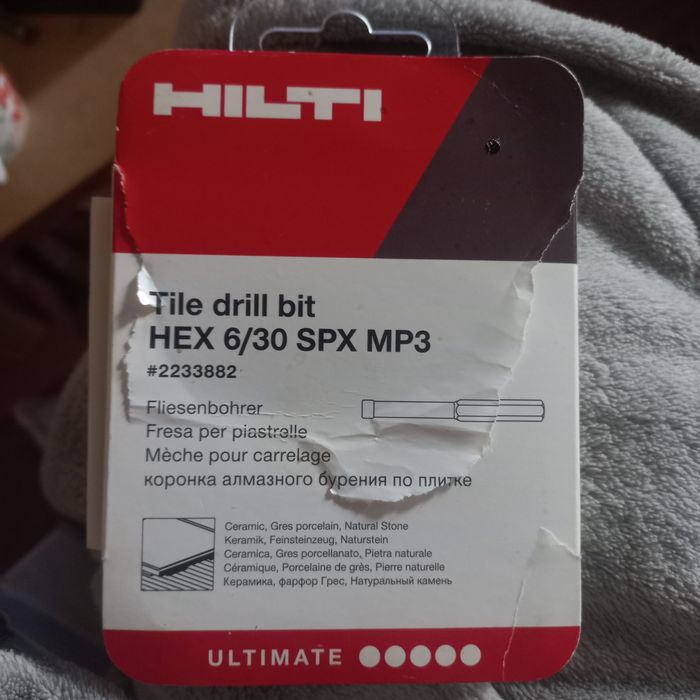 HILTI
Tile drill bit
HEX 6/30 SPX MP3
#2233882
Fliesenbohrer
Fresa per piastrelle
Mèche pour carrelage
коронка алмазного бурения по плитке
Ceramic, Gres porcelain, Natural Stone
Keramik, Feinsteinzeug, Naturstein
Ceramica, Gres porcellanato, Pietra naturale
Céramique, Porcelaine de grès, Pierre naturelle
Керамика, фарфор Грес, Натуральный камень
ULTIMATE